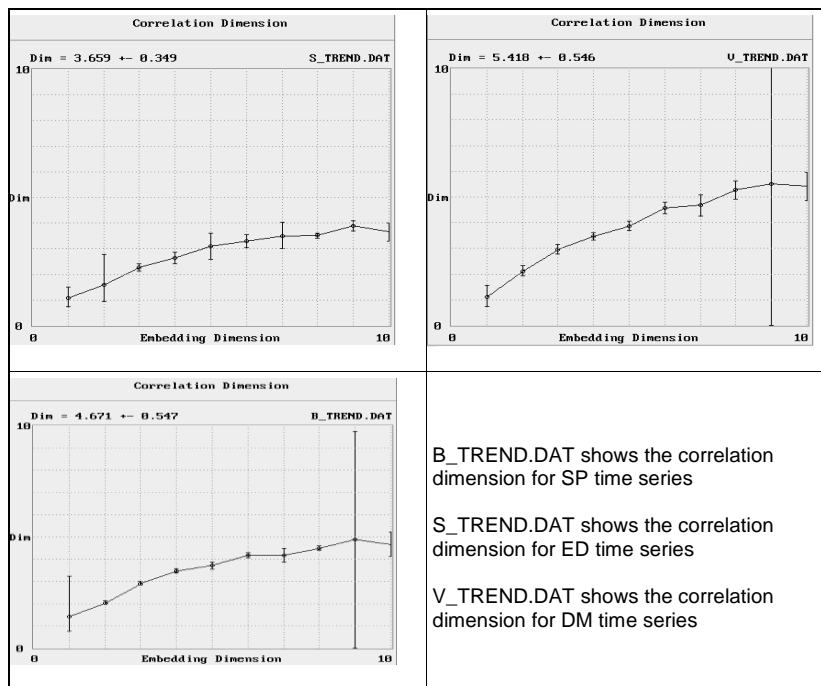 Correlation Dimension
Dim = 3.659 +- 0.349 S_TREND.DAT
10
Dim
0
0 Embedding Dimension 10
Correlation Dimension
Dim = 5.418 +- 0.546 V_TREND.DAT
10
Dim
0
0 Embedding Dimension 10
Correlation Dimension
Dim = 4.671 +- 0.547 B_TREND.DAT
10
Dim
0
0 Embedding Dimension 10
B_TREND.DAT shows the correlation
dimension for SP time series
S_TREND.DAT shows the correlation
dimension for ED time series
V_TREND.DAT shows the correlation
dimension for DM time series